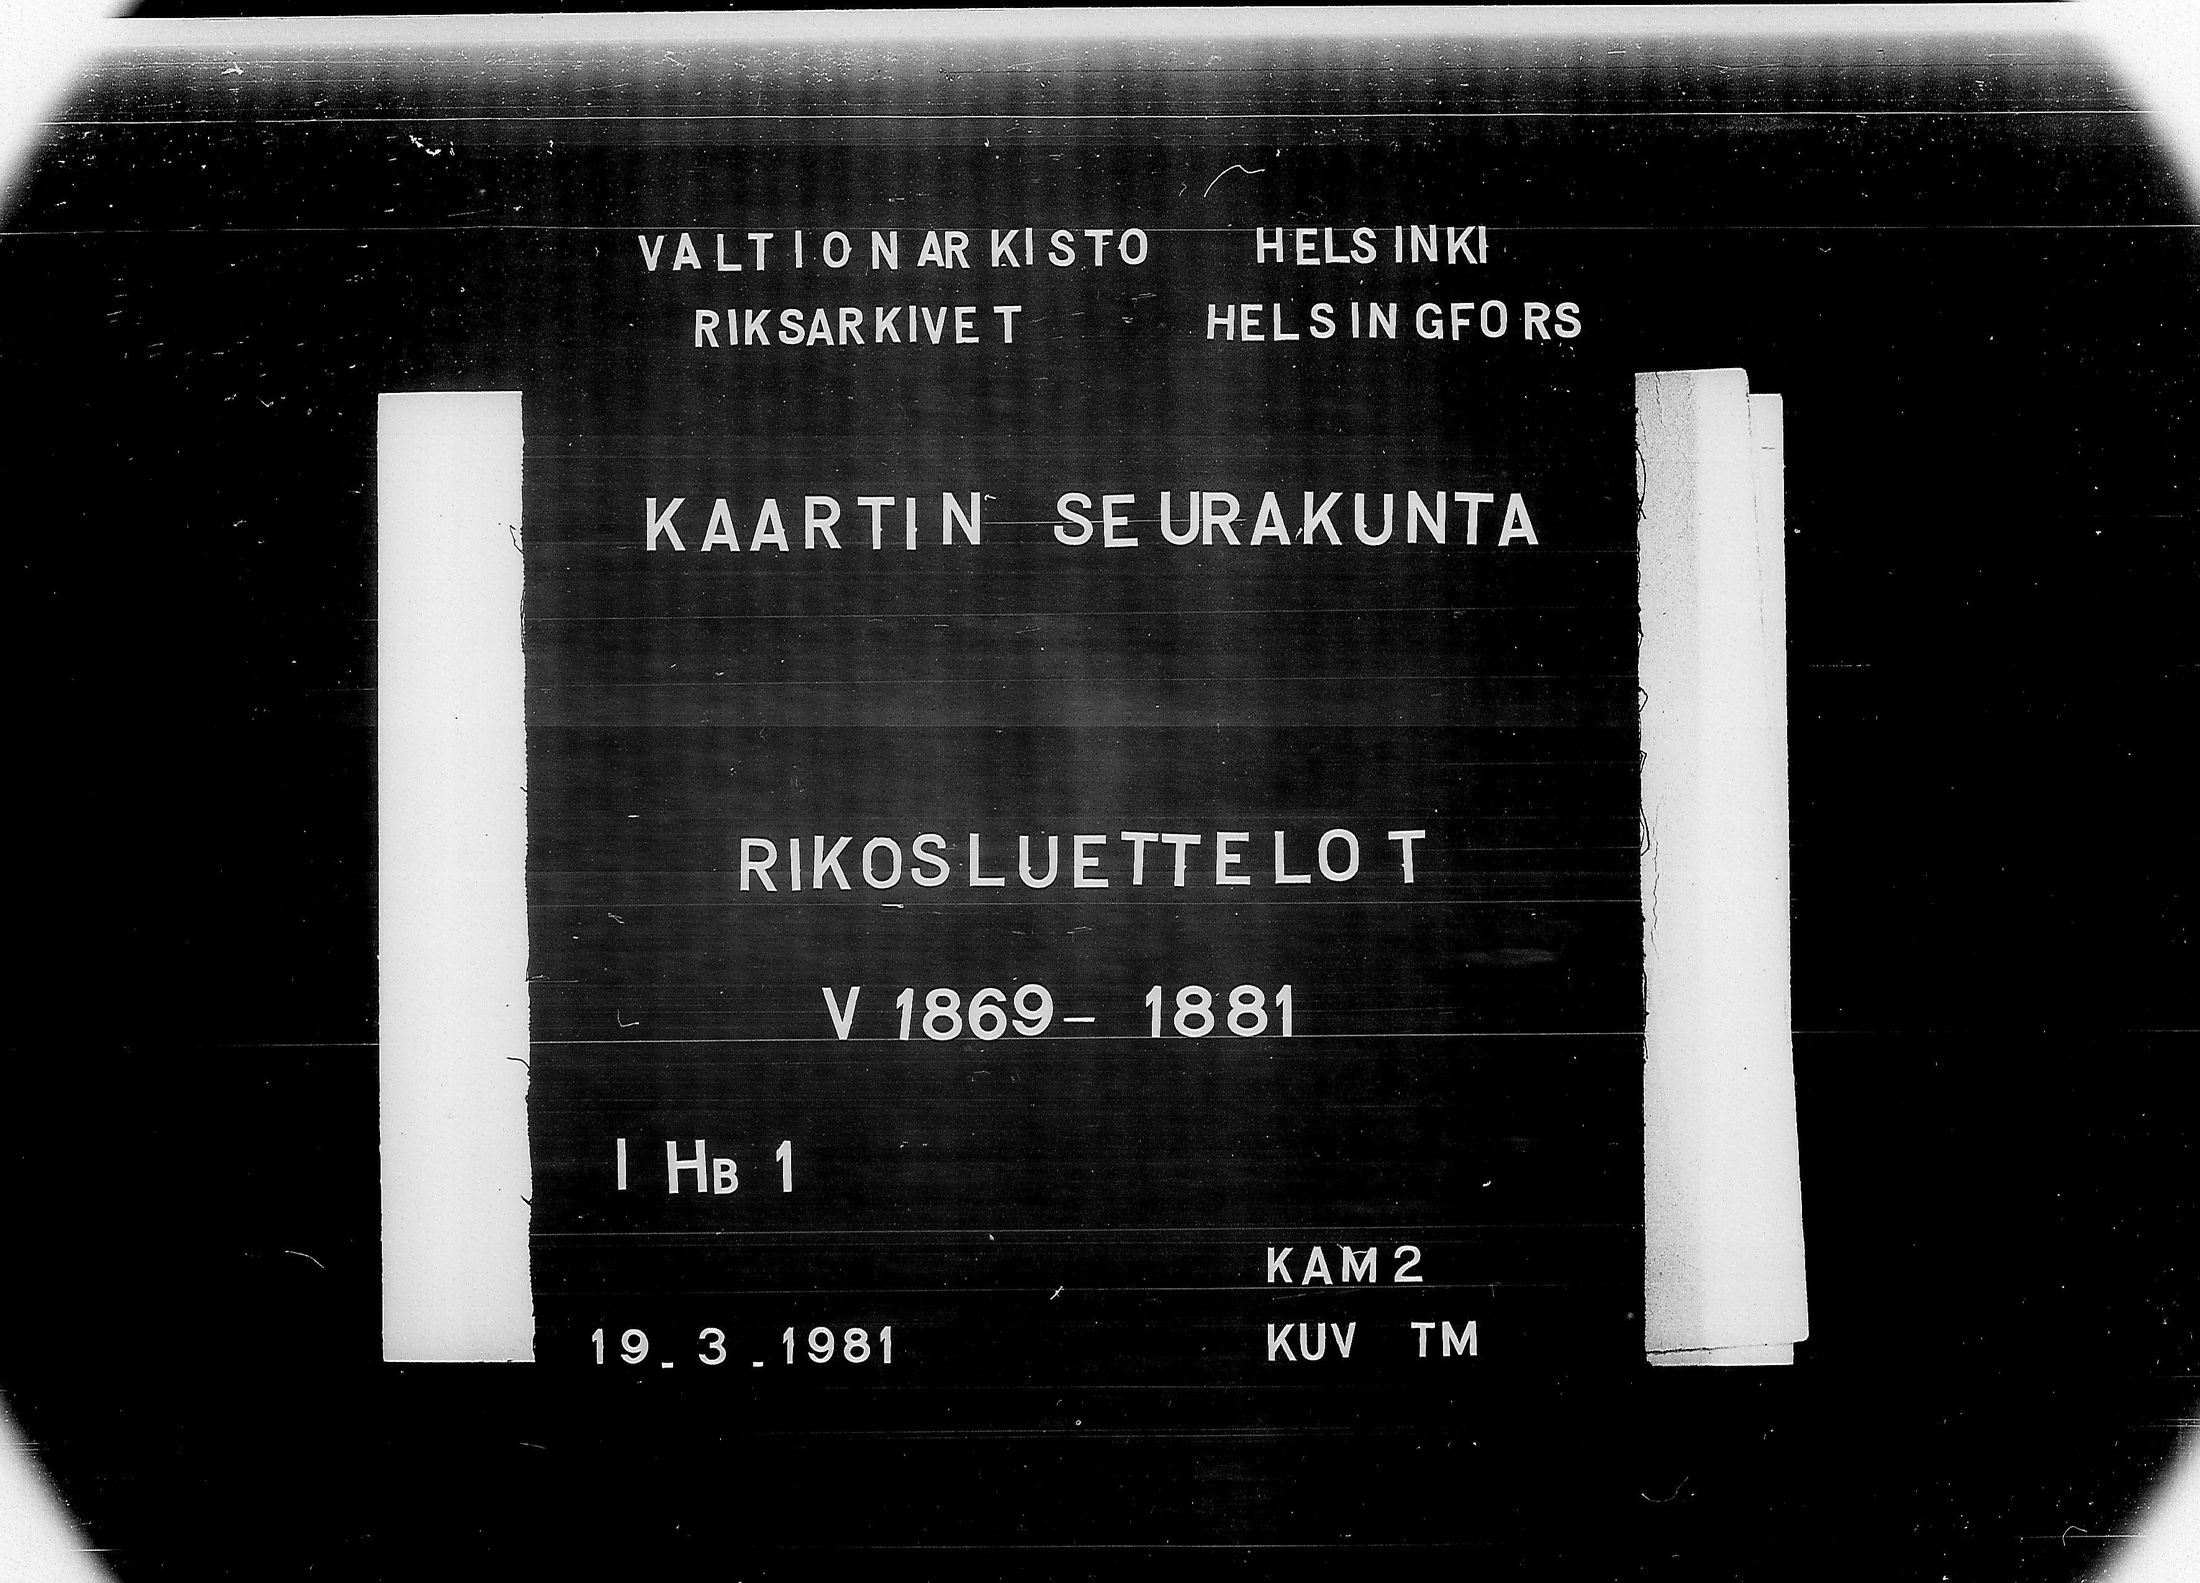 VALTIONARKISTO HELSINKI
RIKSARKIVET HELSINGFORS
KAARTIN SEURAKUNTA
RIKOSLUETTELOT
V 1869- 1881
I HB 1
KAM 2
19.3.1981 KUV TM